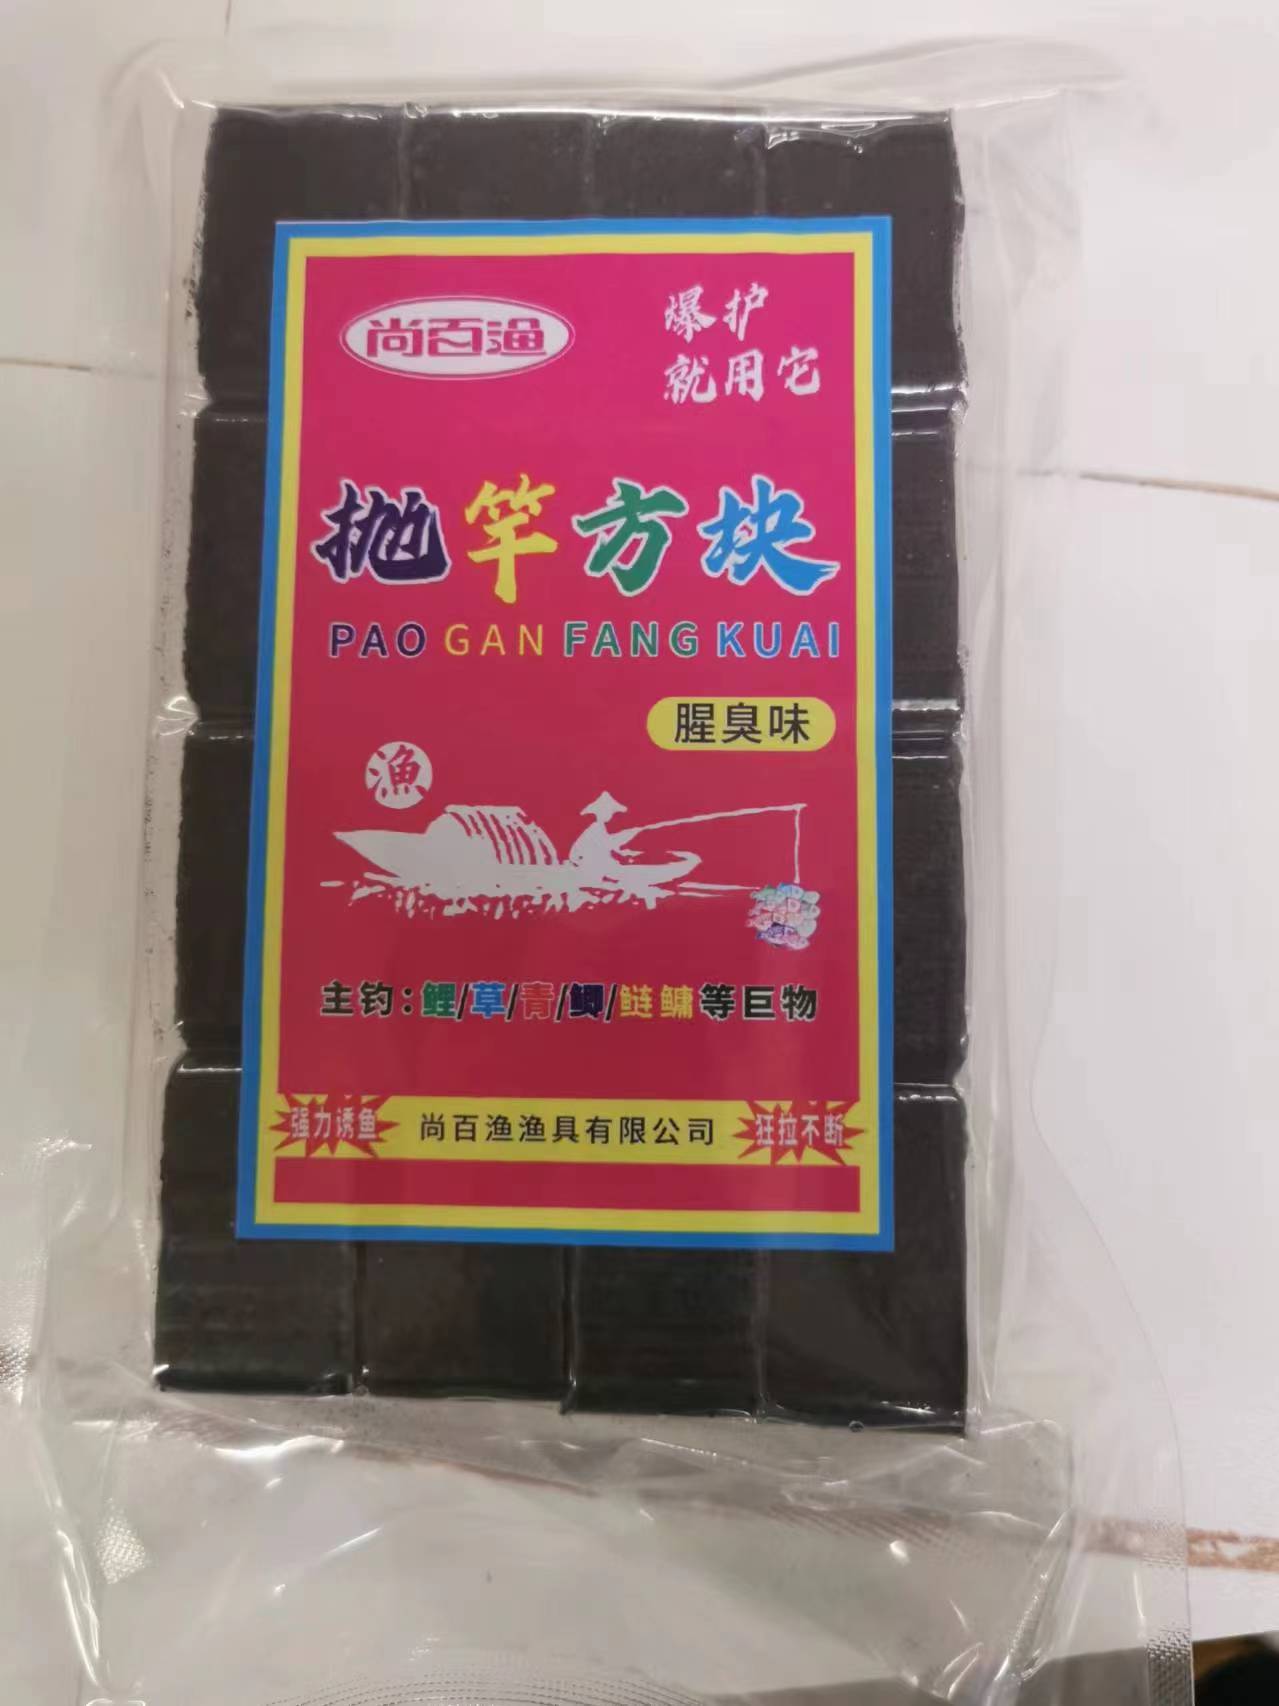 尚百渔
爆护
就用它
抛竿方块
PAO GAN FANG KUAI
腥臭味
渔
主钓:鲤/草/青/鲫/鲢鳙等巨物
强力诱鱼
尚百渔渔具有限公司
狂拉不断